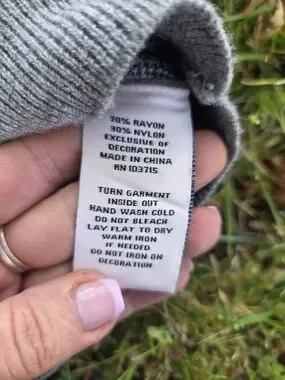 70% RAYON
30% NYLON
EXCLUSIVE OF
DECORATION
MADE IN CHINA
RN 103715
TURN GARMENT
INSIDE OUT
HAND WASH COLD
DO NOT BLEACH
LAY FLAT TO DRY
WARM IRON
IF NEEDED
DO NOT IRON ON
DECORATION